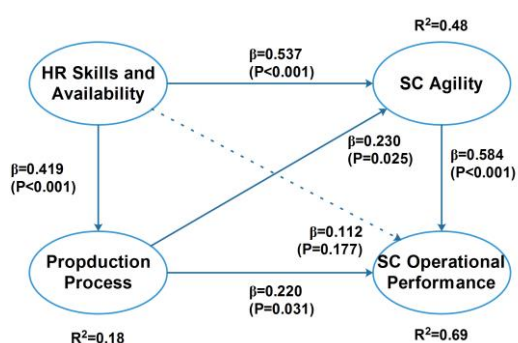 R²=0.48
HR Skills and
Availability
β=0.537
(P<0.001)
SC Agility
β=0.419
(P<0.001)
β=0.230
(P=0.025)
β=0.584
(P<0.001)
Propduction
Process
β=0.112
(P=0.177)
SC Operational
Performance
β=0.220
(P=0.031)
R²=0.18
R²=0.69